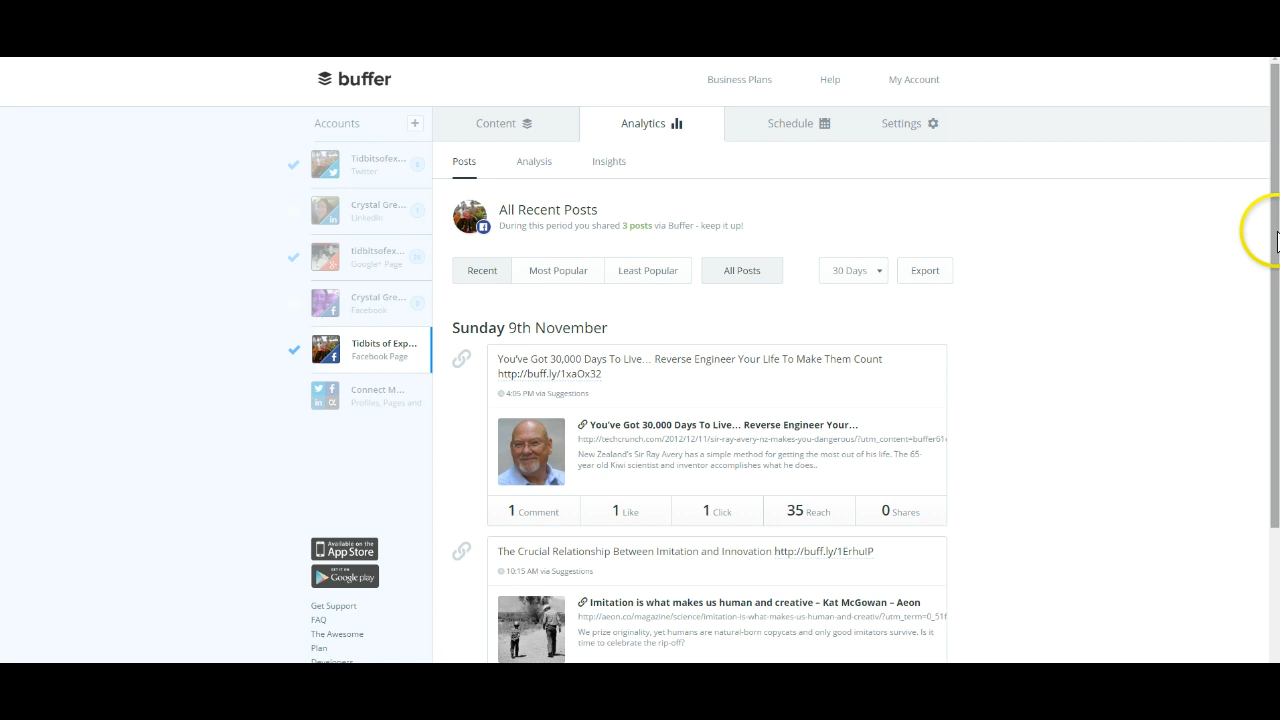 buffer
Business Plans
Help
My Account
Accounts
+
Content
Analytics
Schedule
Settings
Tidbitsofex...
Twitter
Crystal Gre...
LinkedIn
tidbitsofex...
Google+ Page
Crystal Gre...
Facebook
Tidbits of Exp...
Facebook Page
Connect M...
Profiles, Pages and
Available on the
App Store
GET IT ON
Google play
Get Support
FAQ
The Awesome
Plan
Developers
Posts
Analysis
Insights
All Recent Posts
During this period you shared 3 posts via Buffer - keep it up!
Recent
Most Popular
Least Popular
All Posts
30 Days
Export
Sunday 9th November
You've Got 30,000 Days To Live... Reverse Engineer Your Life To Make Them Count
http://buff.ly/1xaOx32
4:05 PM via Suggestions
You've Got 30,000 Days To Live... Reverse Engineer Your...
http://techcrunch.com/2012/12/11/sir-ray-avery-nz-makes-you-dangerous/?utm_content=buffer61
New Zealand's Sir Ray Avery has a simple method for getting the most out of his life. The 65-
year old Kiwi scientist and inventor accomplishes what he does..
1 Comment
1 Like
1 Click
35 Reach
0 Shares
The Crucial Relationship Between Imitation and Innovation http://buff.ly/1ErhuIP
10:15 AM via Suggestions
Imitation is what makes us human and creative – Kat McGowan – Aeon
http://aeon.co/magazine/science/imitation-is-what-makes-us-human-and-creativ/?utm_term=0_51f
We prize originality, yet humans are natural-born copycats and only good imitators survive. Is it
time to celebrate the rip-off?